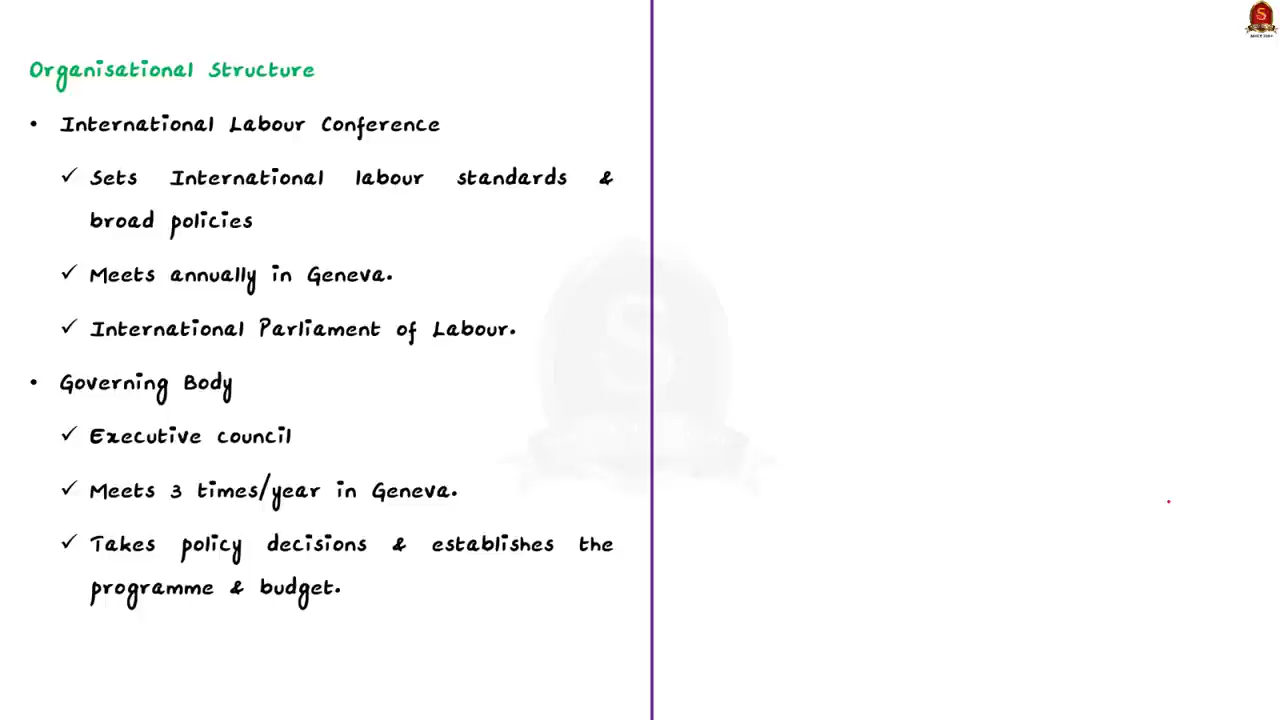 Organisational Structure
• International Labour Conference
✓ Sets International labour standards &
broad policies
✓ Meets annually in Geneva.
✓ International Parliament of Labour.
• Governing Body
✓ Executive council
✓ Meets 3 times/year in Geneva.
✓ Takes policy decisions & establishes the
programme & budget.